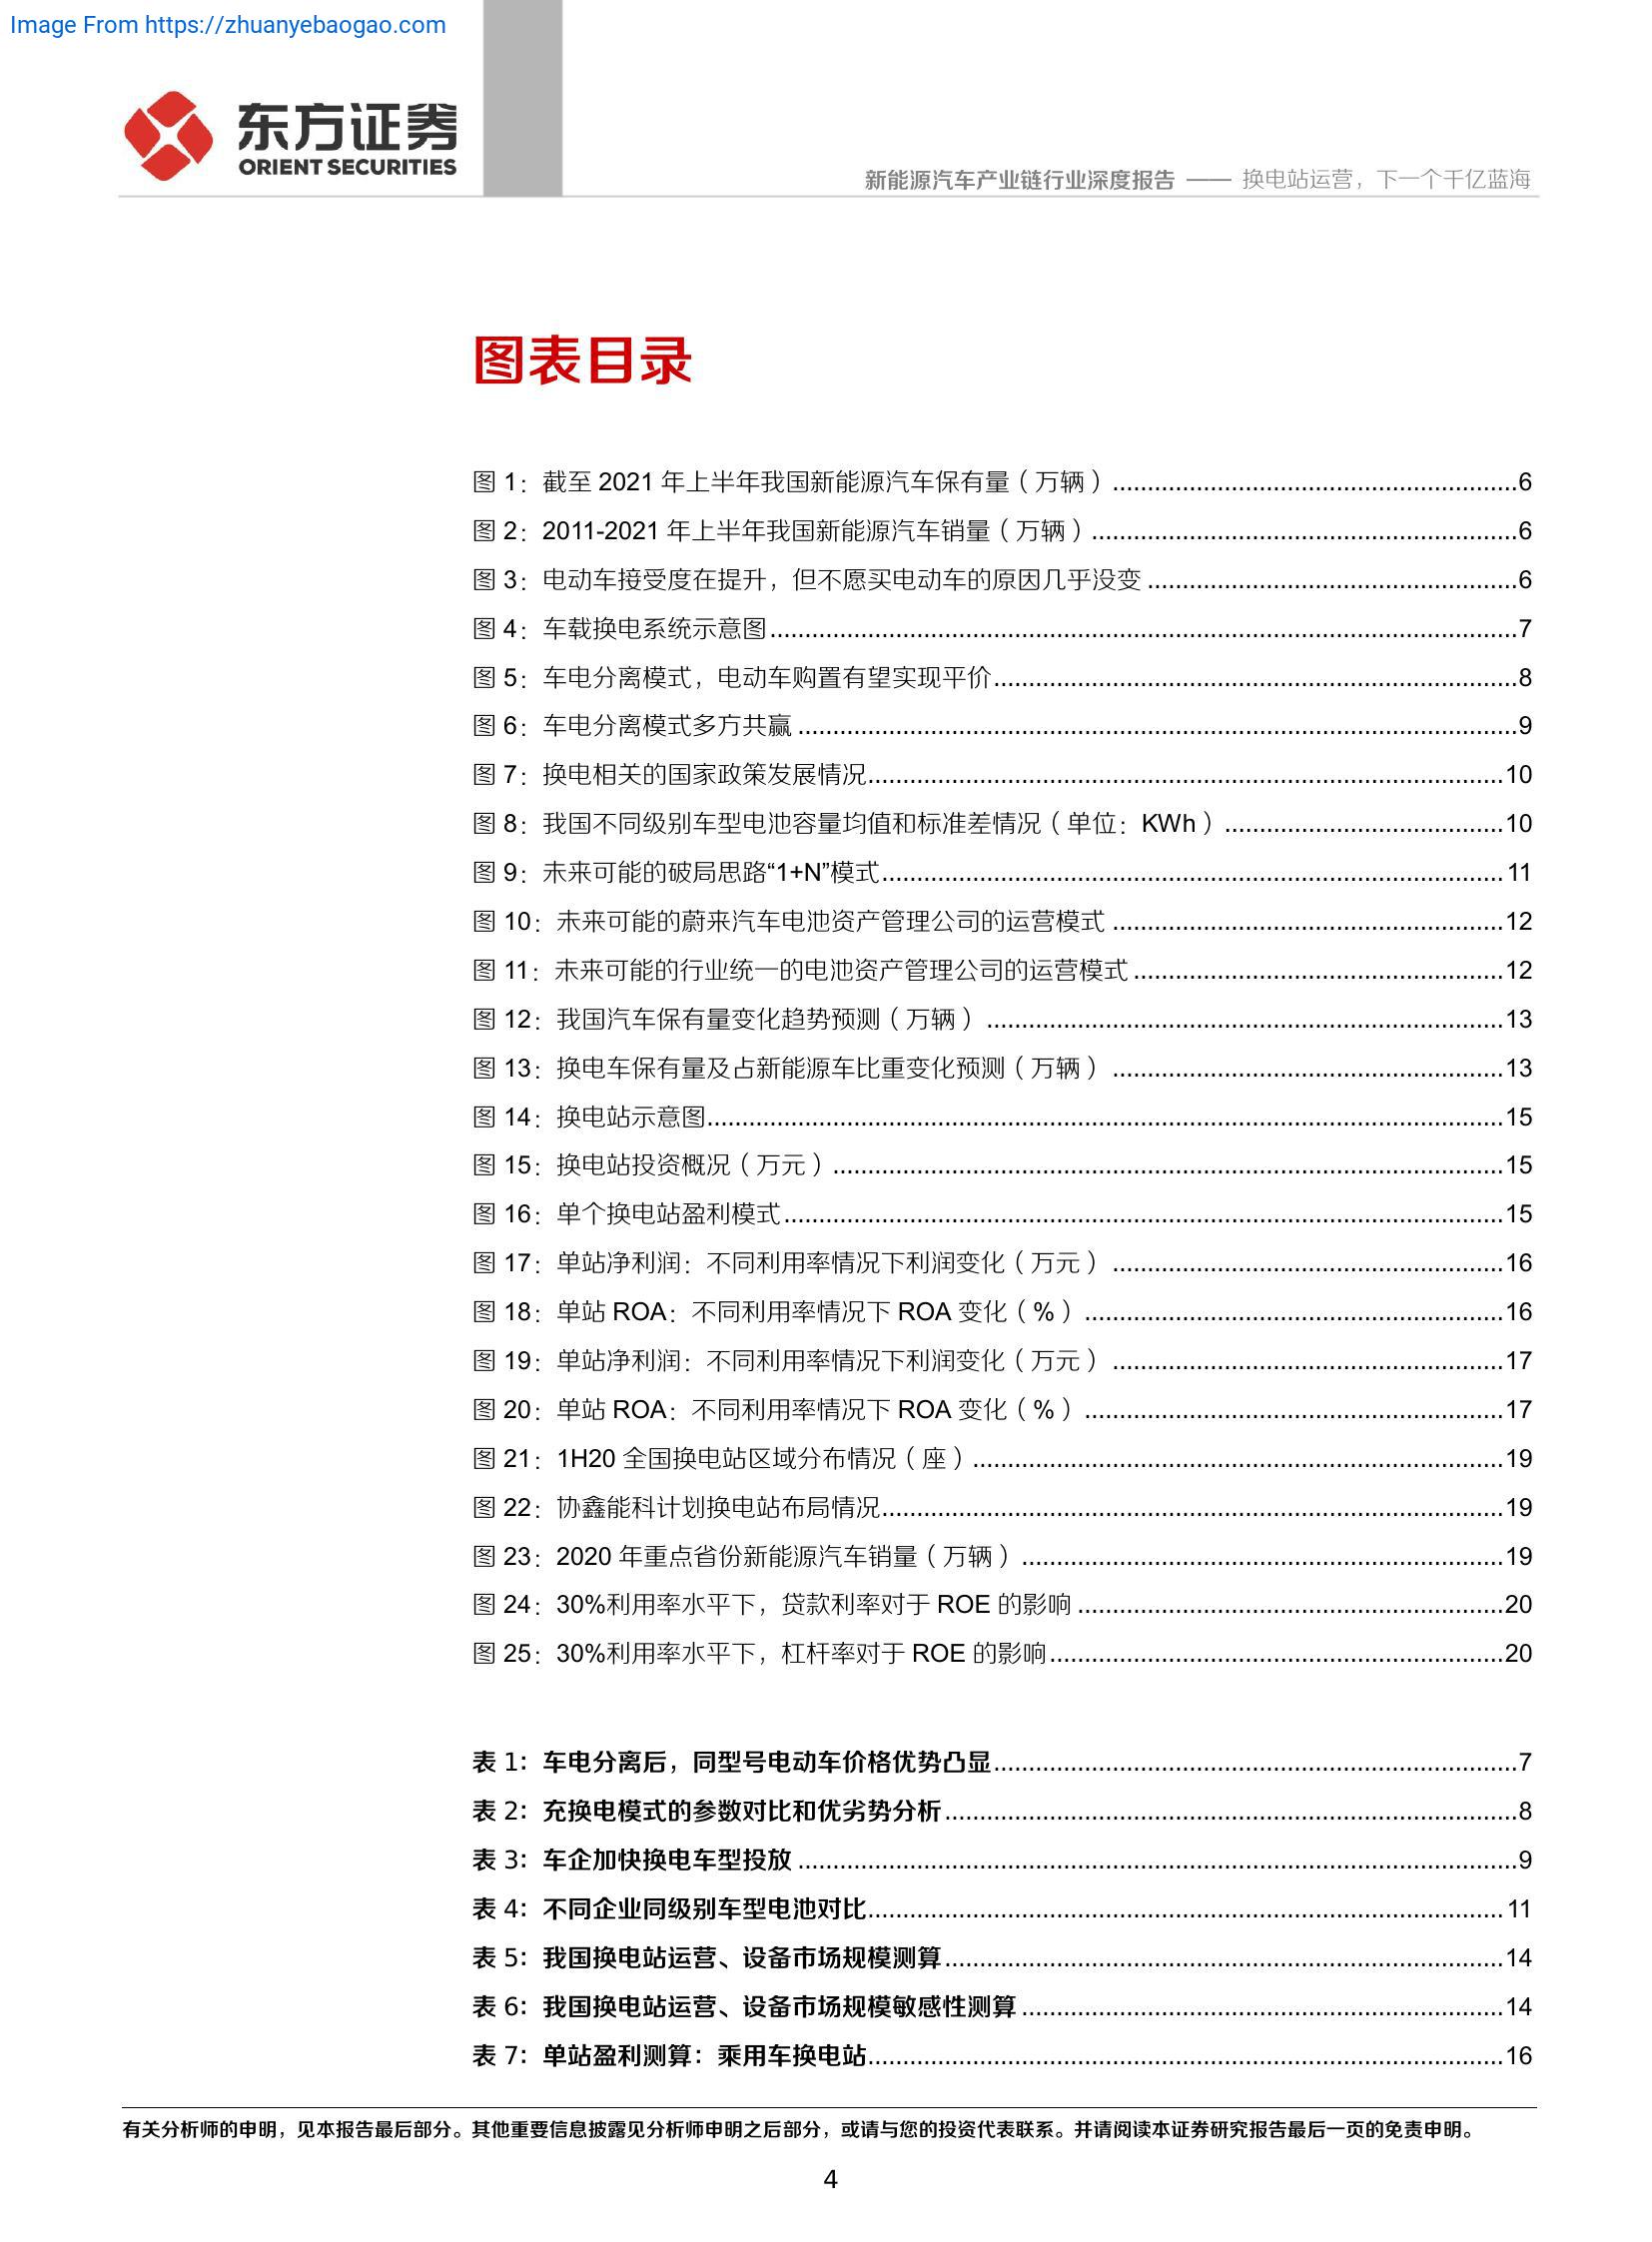 Image From https://zhuanyebaogao.com
东方证券
ORIENT SECURITIES
新能源汽车产业链行业深度报告 —— 换电站运营，下一个千亿蓝海
图表目录
图 1：截至 2021 年上半年我国新能源汽车保有量（万辆）..........................................................6
图 2：2011-2021 年上半年我国新能源汽车销量（万辆）.............................................................6
图 3：电动车接受度在提升，但不愿买电动车的原因几乎没变.....................................................6
图 4：车载换电系统示意图...........................................................................................................7
图 5：车电分离模式，电动车购置有望实现平价...........................................................................8
图 6：车电分离模式多方共赢.......................................................................................................9
图 7：换电相关的国家政策发展情况...........................................................................................10
图 8：我国不同级别车型电池容量均值和标准差情况（单位：KWh）........................................10
图 9：未来可能的破局思路“1+N”模式.........................................................................................11
图 10：未来可能的蔚来汽车电池资产管理公司的运营模式........................................................12
图 11：未来可能的行业统一的电池资产管理公司的运营模式.....................................................12
图 12：我国汽车保有量变化趋势预测（万辆）..........................................................................13
图 13：换电车保有量及占新能源车比重变化预测（万辆）........................................................13
图 14：换电站示意图..................................................................................................................15
图 15：换电站投资概况（万元）................................................................................................15
图 16：单个换电站盈利模式.......................................................................................................15
图 17：单站净利润：不同利用率情况下利润变化（万元）........................................................16
图 18：单站 ROA：不同利用率情况下 ROA 变化（%）............................................................16
图 19：单站净利润：不同利用率情况下利润变化（万元）........................................................17
图 20：单站 ROA：不同利用率情况下 ROA 变化（%）............................................................17
图 21：1H20 全国换电站区域分布情况（座）............................................................................19
图 22：协鑫能科计划换电站布局情况.........................................................................................19
图 23：2020 年重点省份新能源汽车销量（万辆）.....................................................................19
图 24：30%利用率水平下，贷款利率对于 ROE 的影响.............................................................20
图 25：30%利用率水平下，杠杆率对于 ROE 的影响.................................................................20
表 1：车电分离后，同型号电动车价格优势凸显...........................................................................7
表 2：充换电模式的参数对比和优劣势分析..................................................................................8
表 3：车企加快换电车型投放.......................................................................................................9
表 4：不同企业同级别车型电池对比...........................................................................................11
表 5：我国换电站运营、设备市场规模测算................................................................................14
表 6：我国换电站运营、设备市场规模敏感性测算.....................................................................14
表 7：单站盈利测算：乘用车换电站...........................................................................................16
有关分析师的申明，见本报告最后部分。其他重要信息披露见分析师申明之后部分，或请与您的投资代表联系。并请阅读本证券研究报告最后一页的免责申明。
4